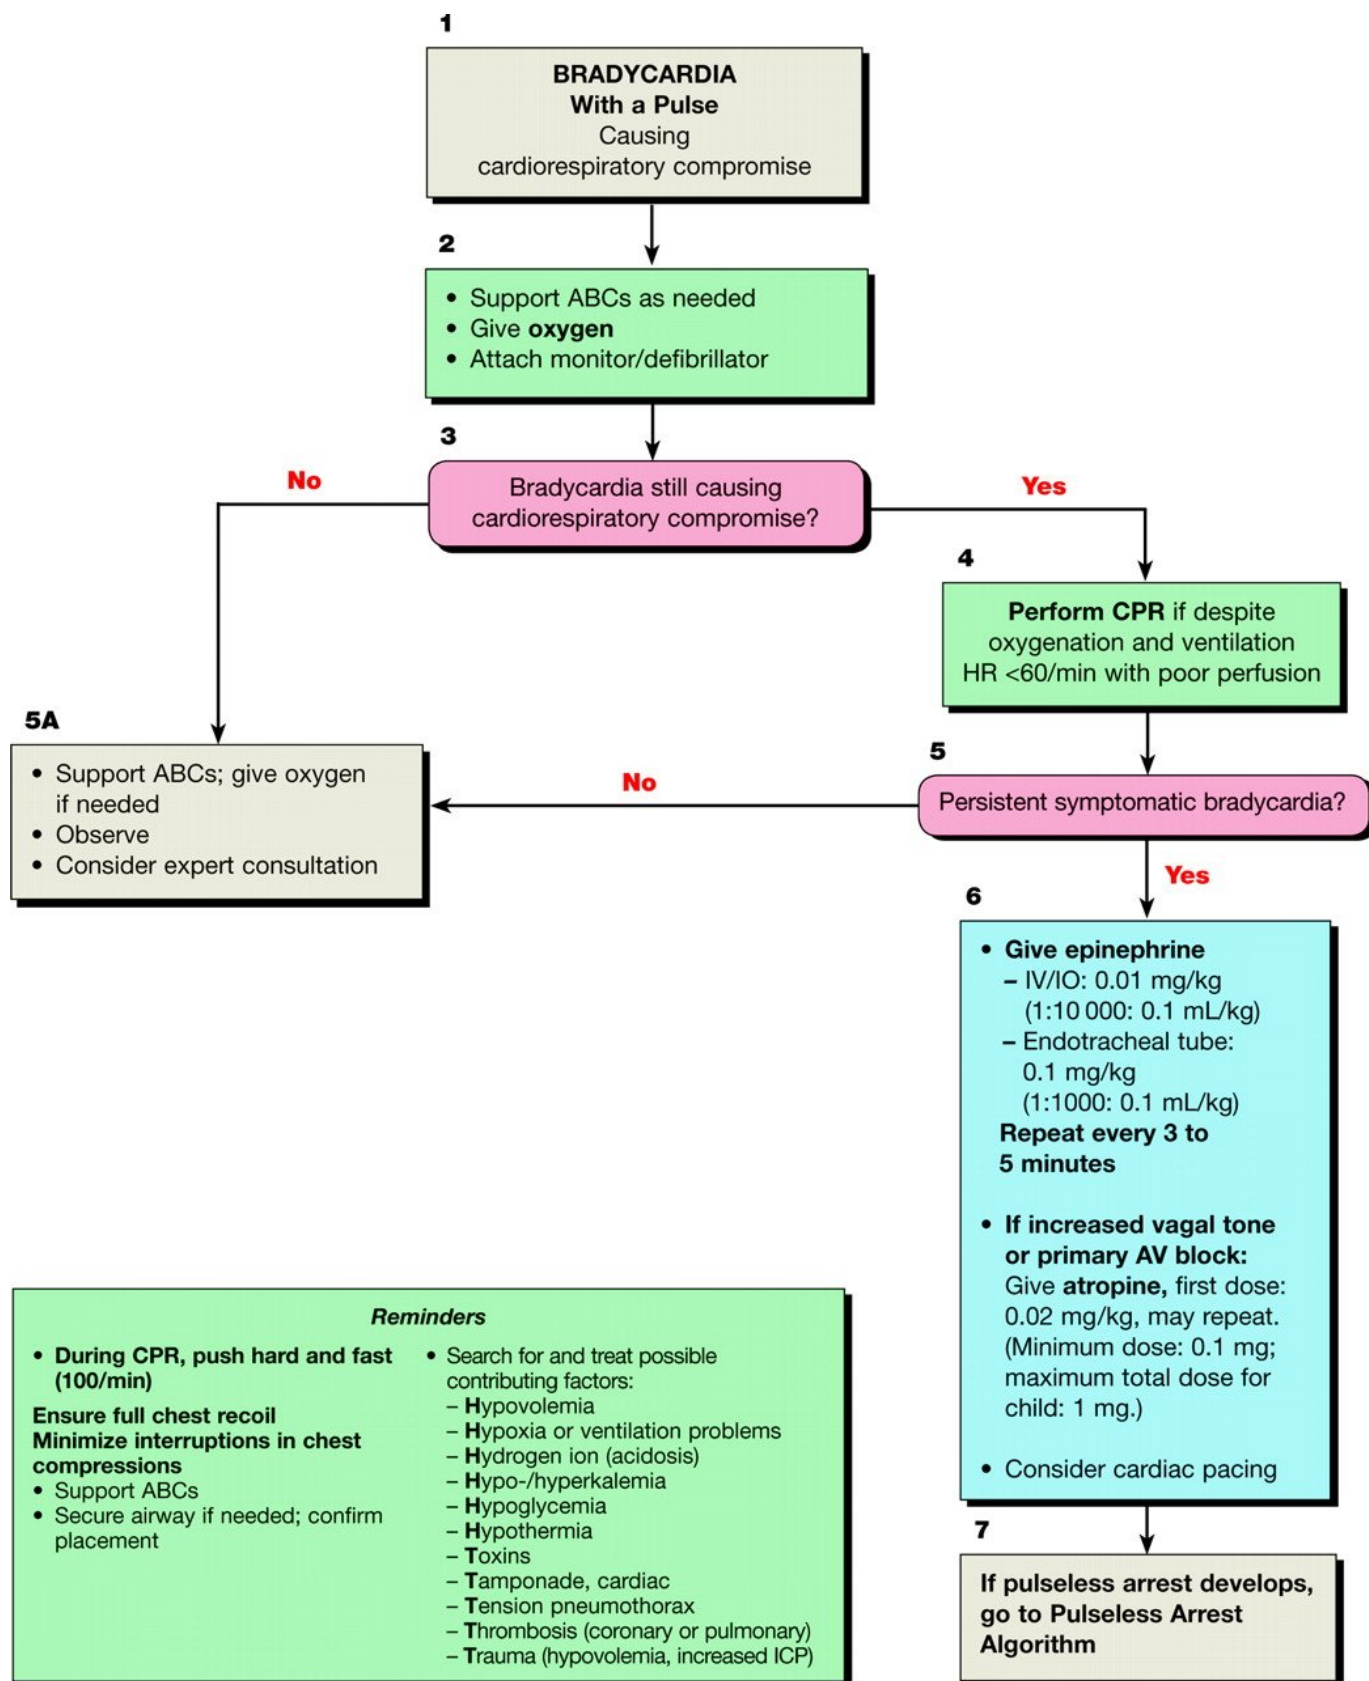 1
BRADYCARDIA
With a Pulse
Causing
cardiorespiratory compromise
2
• Support ABCs as needed
• Give oxygen
• Attach monitor/defibrillator
3
Bradycardia still causing
cardiorespiratory compromise?
No
Yes
4
Perform CPR if despite
oxygenation and ventilation
HR <60/min with poor perfusion
5A
• Support ABCs; give oxygen
if needed
• Observe
• Consider expert consultation
5
Persistent symptomatic bradycardia?
No
Yes
6
• Give epinephrine
– IV/IO: 0.01 mg/kg
(1:10 000: 0.1 mL/kg)
– Endotracheal tube:
0.1 mg/kg
(1:1000: 0.1 mL/kg)
Repeat every 3 to
5 minutes
• If increased vagal tone
or primary AV block:
Give atropine, first dose:
0.02 mg/kg, may repeat.
(Minimum dose: 0.1 mg;
maximum total dose for
child: 1 mg.)
• Consider cardiac pacing
7
If pulseless arrest develops,
go to Pulseless Arrest
Algorithm
Reminders
• During CPR, push hard and fast
(100/min)
Ensure full chest recoil
Minimize interruptions in chest
compressions
• Support ABCs
• Secure airway if needed; confirm
placement
• Search for and treat possible
contributing factors:
– Hypovolemia
– Hypoxia or ventilation problems
– Hydrogen ion (acidosis)
– Hypo-/hyperkalemia
– Hypoglycemia
– Hypothermia
– Toxins
– Tamponade, cardiac
– Tension pneumothorax
– Thrombosis (coronary or pulmonary)
– Trauma (hypovolemia, increased ICP)